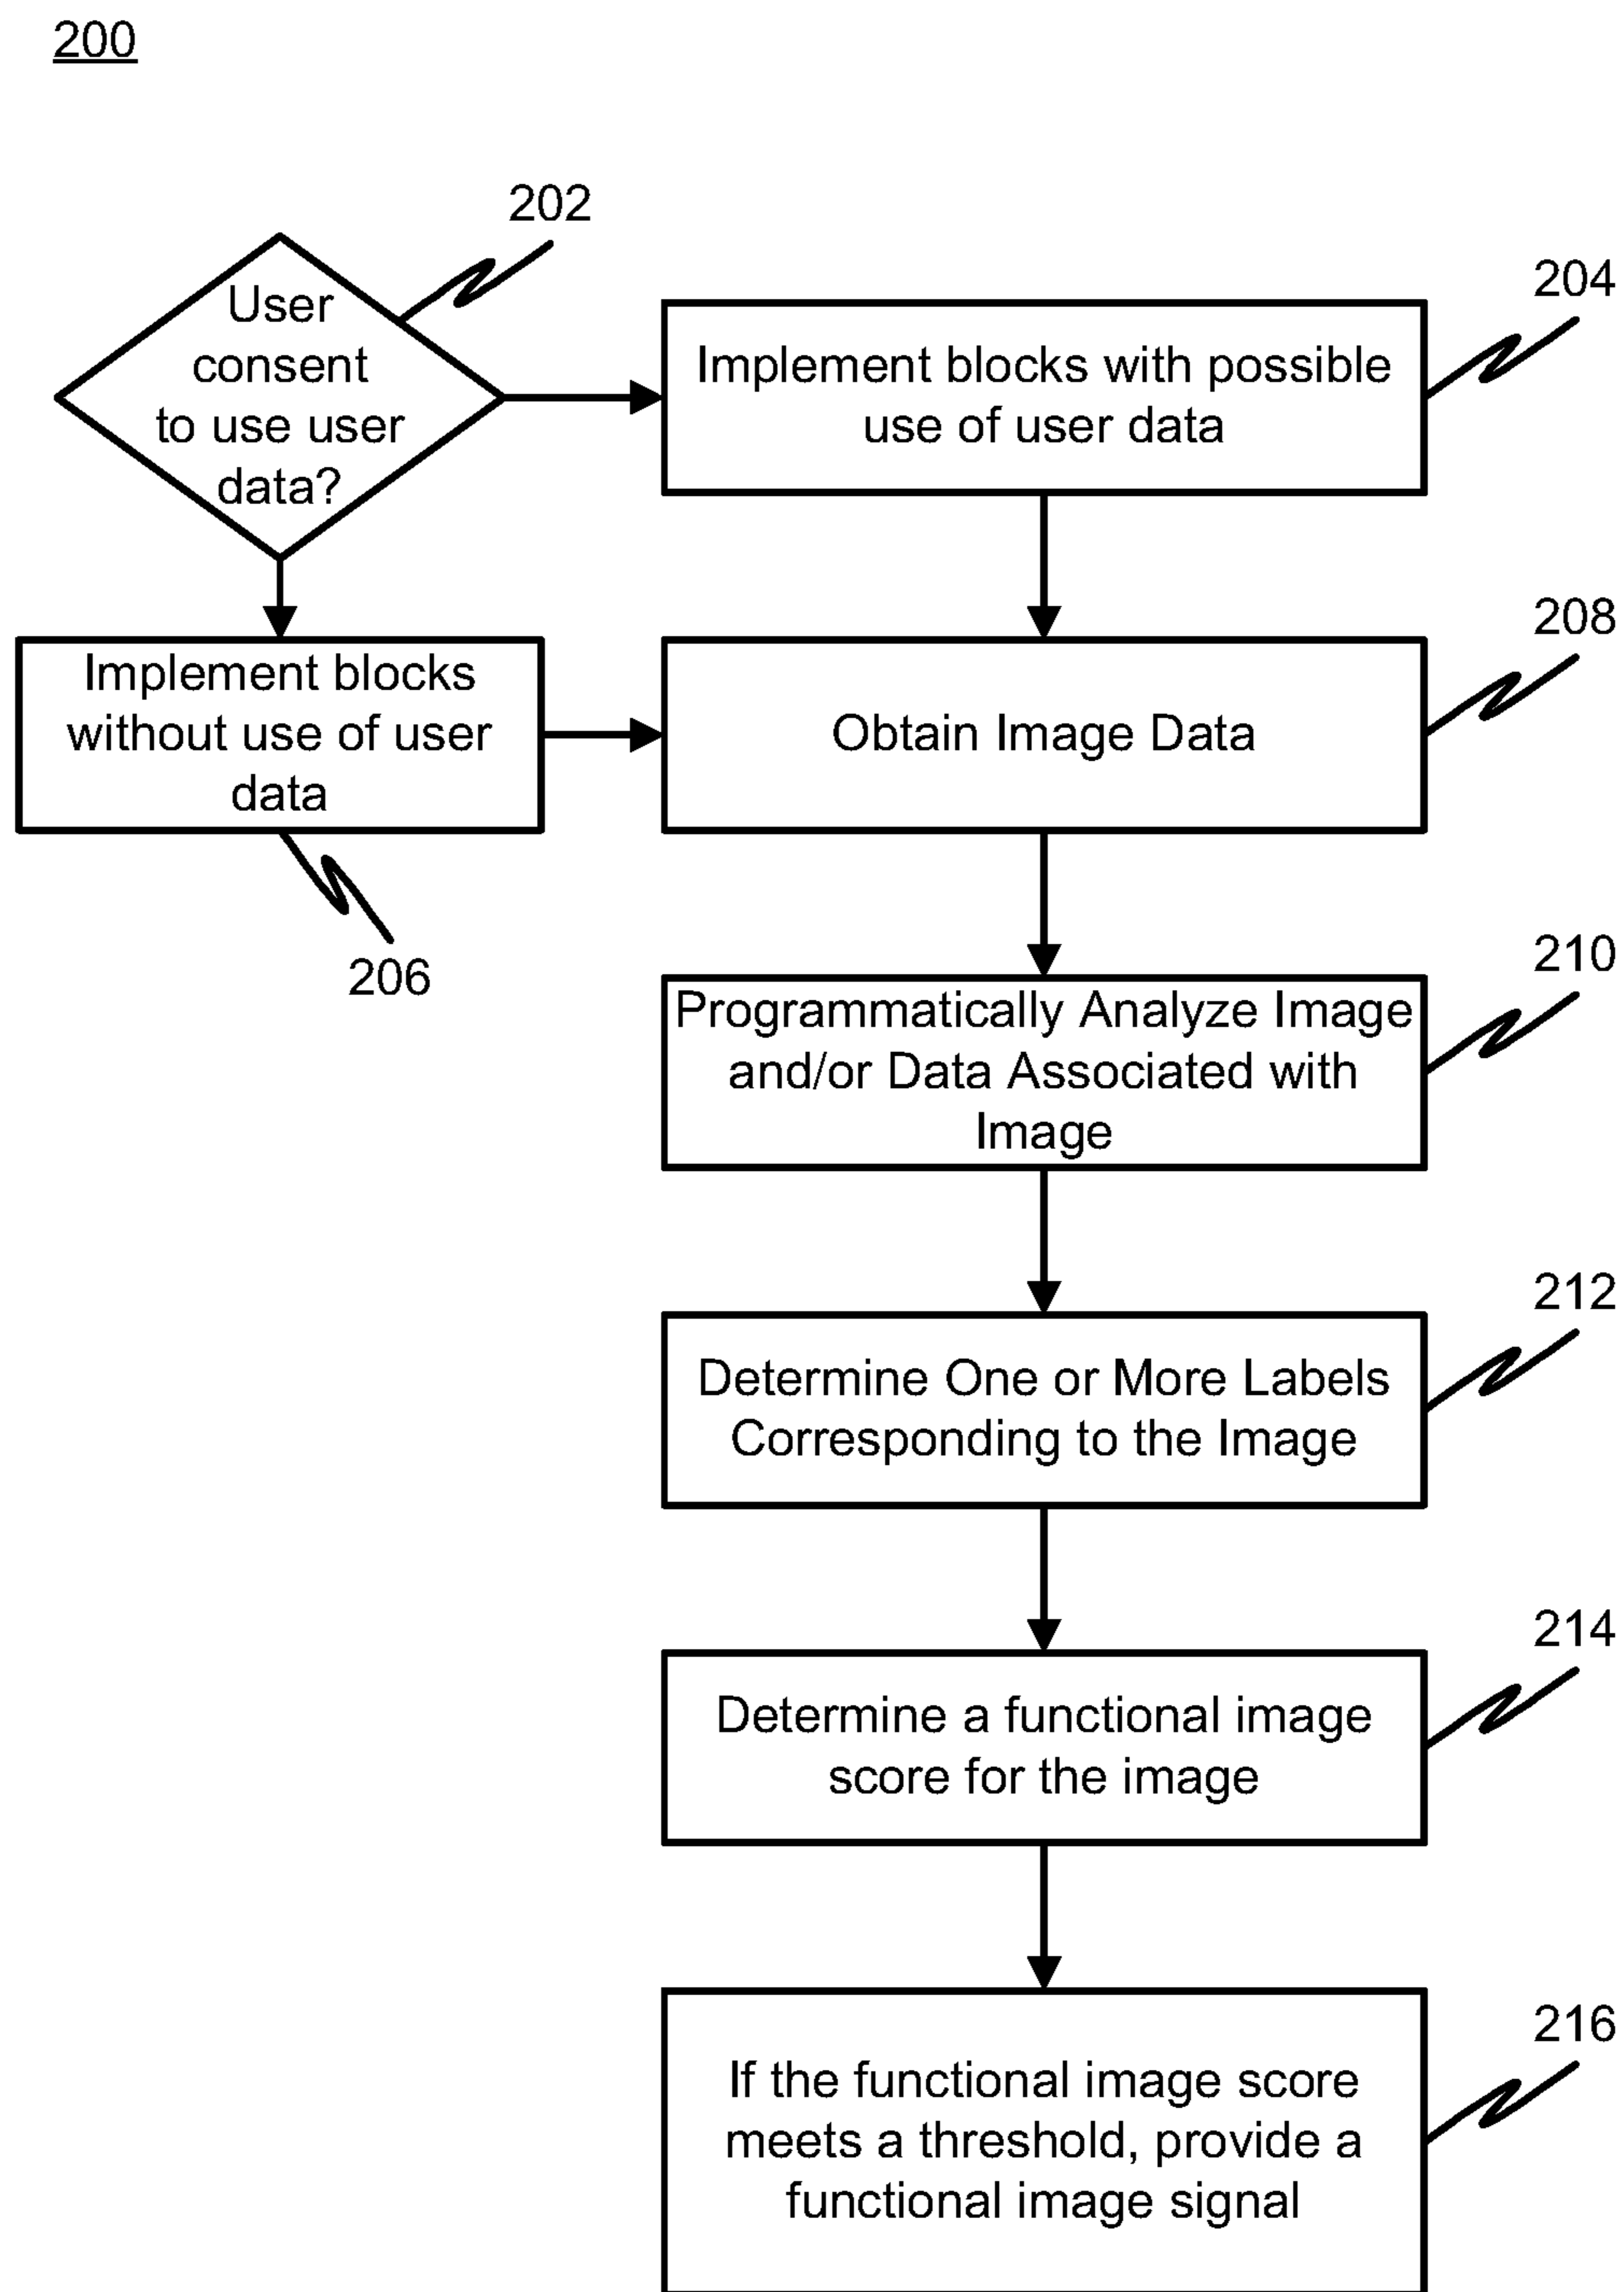 200
202
User
consent
to use user
data?
204
Implement blocks with possible
use of user data
Implement blocks
without use of user
data
206
208
Obtain Image Data
210
Programmatically Analyze Image
and/or Data Associated with
Image
212
Determine One or More Labels
Corresponding to the Image
214
Determine a functional image
score for the image
216
If the functional image score
meets a threshold, provide a
functional image signal